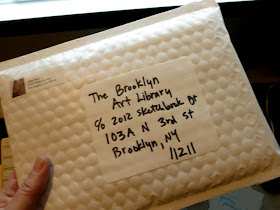 The Brooklyn
Art Library
c/o 2012 Sketchbook Pr
103A N 3rd St
Brooklyn, NY
11211